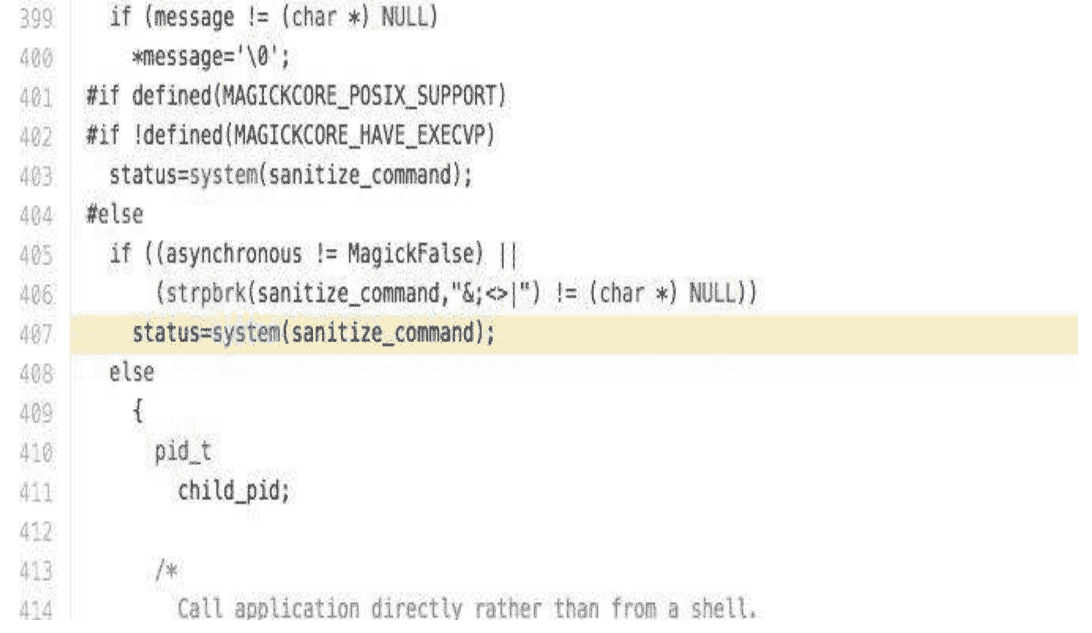 399 if (message != (char *) NULL)
400 *message='\0';
401 #if defined(MAGICKCORE_POSIX_SUPPORT)
402 #if !defined(MAGICKCORE_HAVE_EXECVP)
403 status=system(sanitize_command);
404 #else
405 if ((asynchronous != MagickFalse) ||
406 (strpbrk(sanitize_command,"&;<>|") != (char *) NULL))
407 status=system(sanitize_command);
408 else
409 {
410 pid_t
411 child_pid;
412
413 /*
414 Call application directly rather than from a shell.